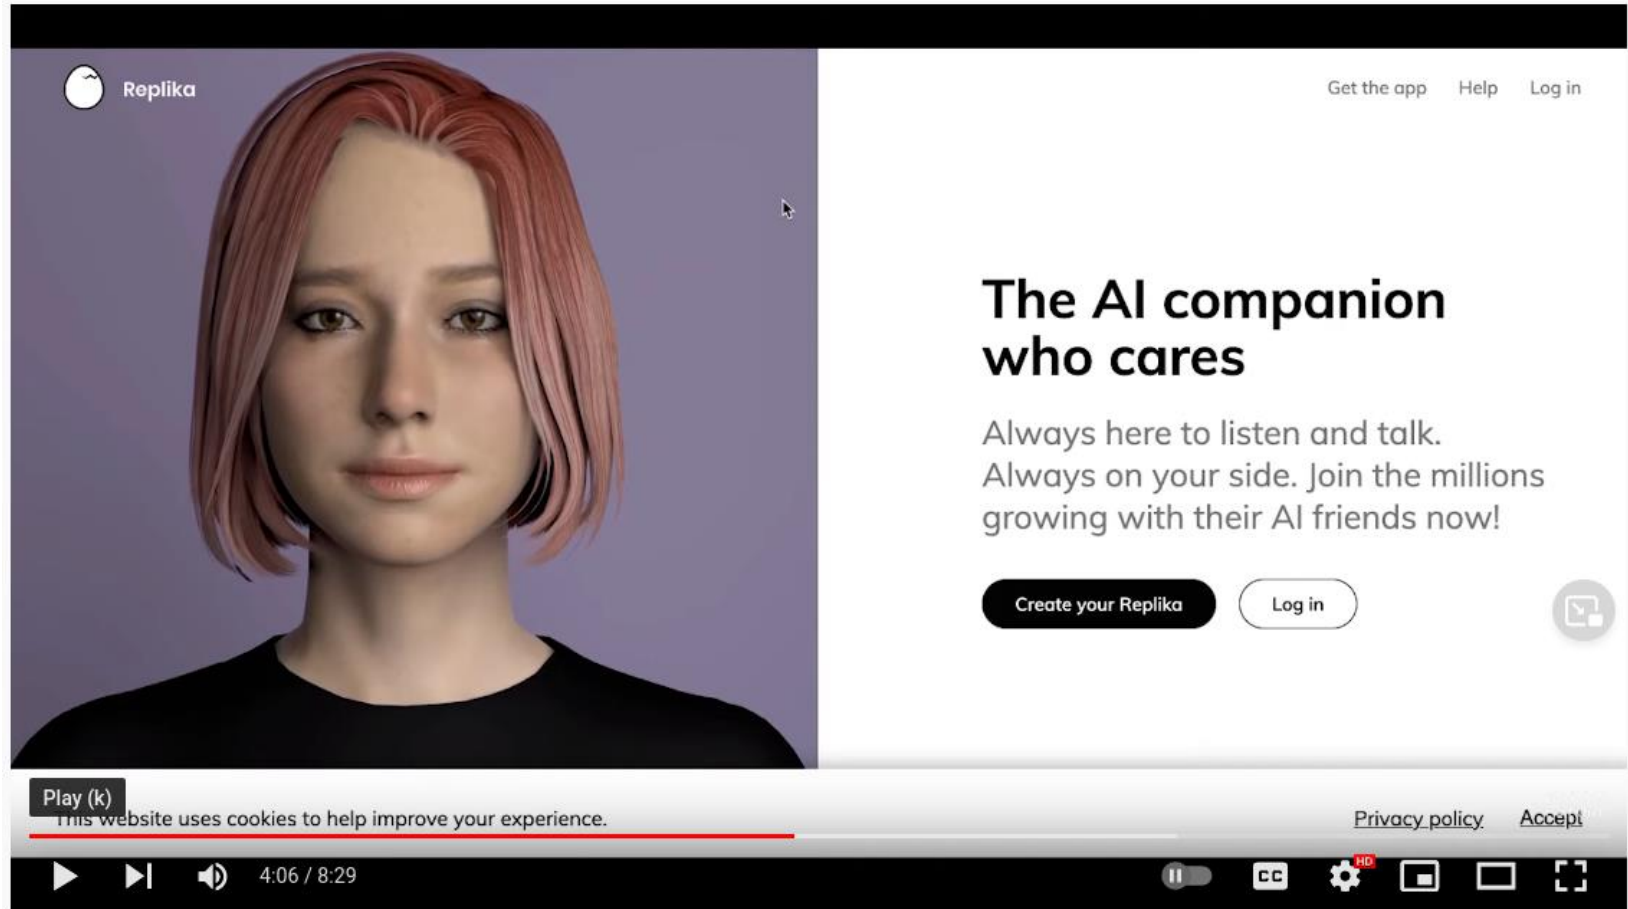 Replika
Get the app Help Log in
The AI companion
who cares
Always here to listen and talk.
Always on your side. Join the millions
growing with their AI friends now!
Create your Replika Log in
Play (k)
This website uses cookies to help improve your experience.
Privacy policy Accept
4:06 / 8:29
CC
HD